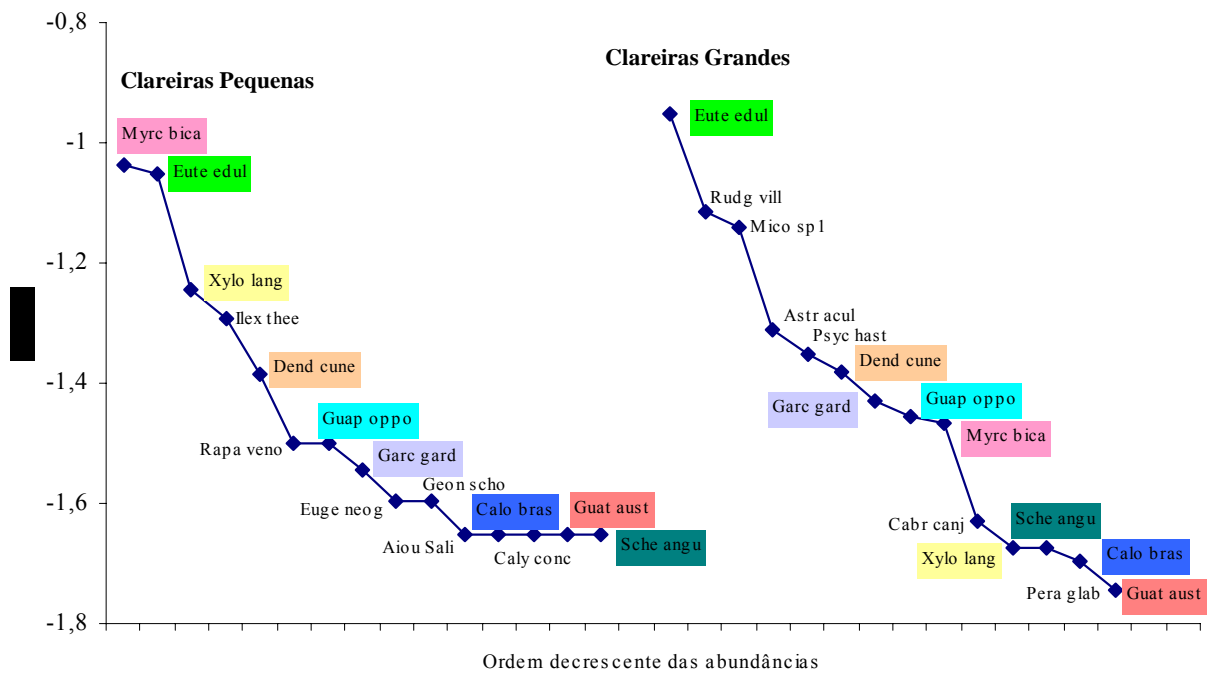 -0,8
-1
-1,2
-1,4
-1,6
-1,8
Clareiras Pequenas
Myrc bica
Eute edul
Xylo lang
Ilex thee
Dend cune
Rapa veno
Guap oppo
Garc gard
Euge neog
Geon scho
Aiou Sali
Calo bras
Caly conc
Guat aust
Sche angu
Clareiras Grandes
Eute edul
Rudg vill
Mico sp1
Astr acul
Psyc hast
Dend cune
Garc gard
Guap oppo
Myrc bica
Cabr canj
Xylo lang
Sche angu
Calo bras
Pera glab
Guat aust
Ordem decrescente das abundâncias